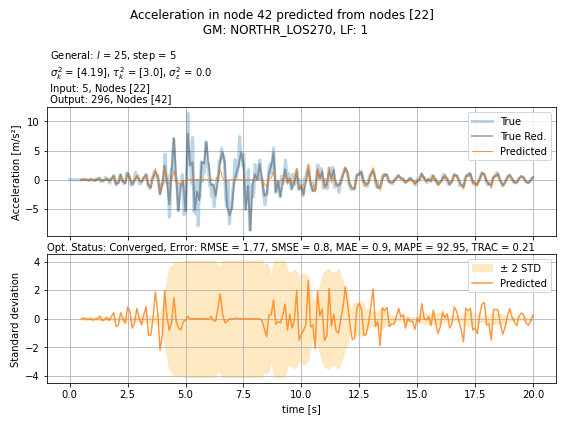 Acceleration in node 42 predicted from nodes [22]
GM: NORTHR_LOS270, LF: 1
General: l = 25, step = 5
σ²ₖ = [4.19], τ²ₖ = [3.0], σ²ₑ = 0.0
Input: 5, Nodes [22]
Output: 296, Nodes [42]
Acceleration [m/s²]
10
5
0
−5
True
True Red.
Predicted
Opt. Status: Converged, Error: RMSE = 1.77, SMSE = 0.8, MAE = 0.9, MAPE = 92.95, TRAC = 0.21
Standard deviation
4
2
0
−2
−4
± 2 STD
Predicted
0.0 2.5 5.0 7.5 10.0 12.5 15.0 17.5 20.0
time [s]